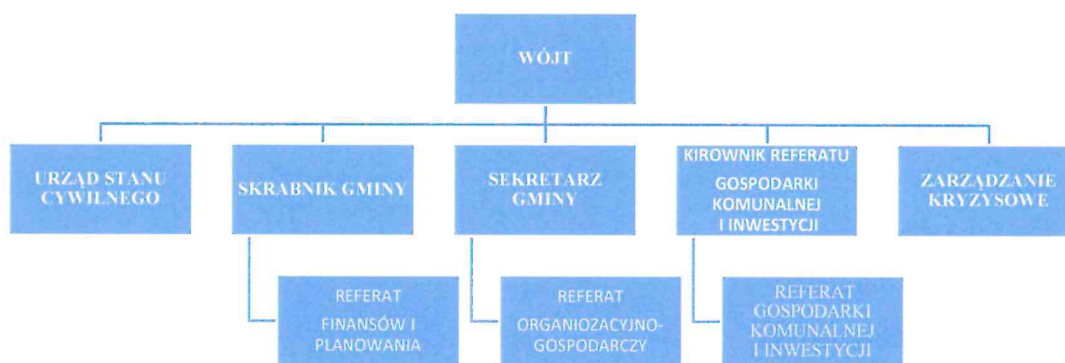 WÓJT
URZĄD STANU
CYWILNEGO
SKRABNIK GMINY
SEKRETARZ
GMINY
KIROWNIK REFERATU
GOSPODARKI
KOMUNALNEJ
I INWESTYCJI
ZARZĄDZANIE
KRYZYSOWE
REFERAT
FINANSÓW I
PLANOWANIA
REFERAT
ORGANIOZACYJNO-
GOSPODARCZY
REFERAT
GOSPODARKI
KOMUNALNEJ
I INWESTYCJI